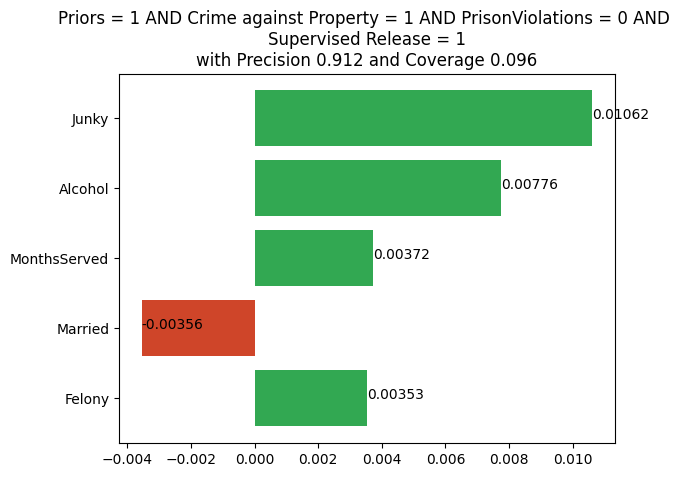 Priors = 1 AND Crime against Property = 1 AND PrisonViolations = 0 AND
Supervised Release = 1
with Precision 0.912 and Coverage 0.096
Junky
0.01062
Alcohol
0.00776
MonthsServed
0.00372
Married
-0.00356
Felony
0.00353
−0.004 −0.002 0.000 0.002 0.004 0.006 0.008 0.010